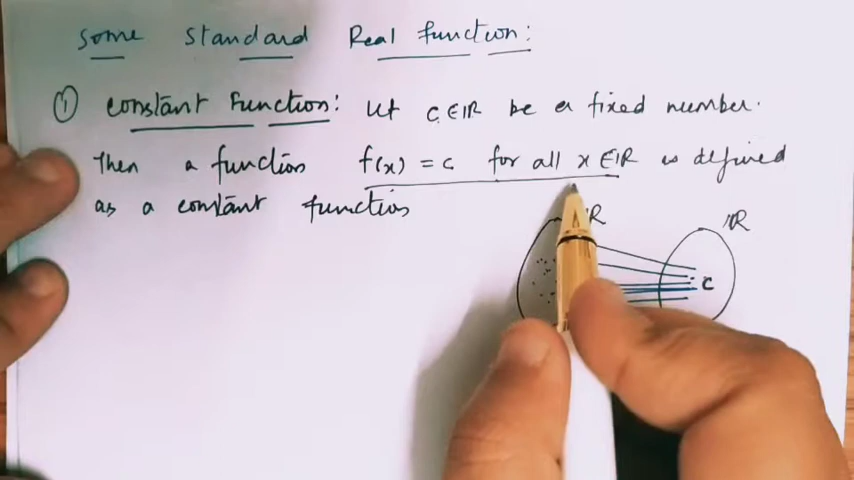 Some Standard Real function:
① Constant Function: Let C ∈ ℝ be a fixed number.
Then a function f(x) = c for all x ∈ ℝ is defined
as a constant function
ℝ ℝ
c